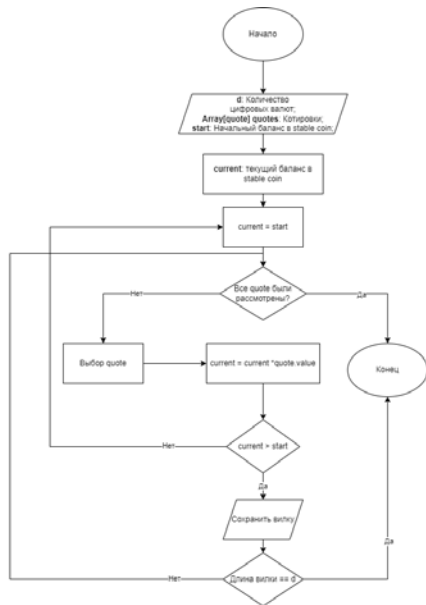 Начало
d: Количество
цифровых валют;
Array[quote] quotes: Котировки;
start: Начальный баланс в stable coin;
current: текущий баланс в
stable coin
current = start
Все quote были
рассмотрены?
Нет
Да
Выбор quote
current = current *quote.value
Конец
current > start
Нет
Да
Сохранить вилку
Да
Длина вилки == d
Нет